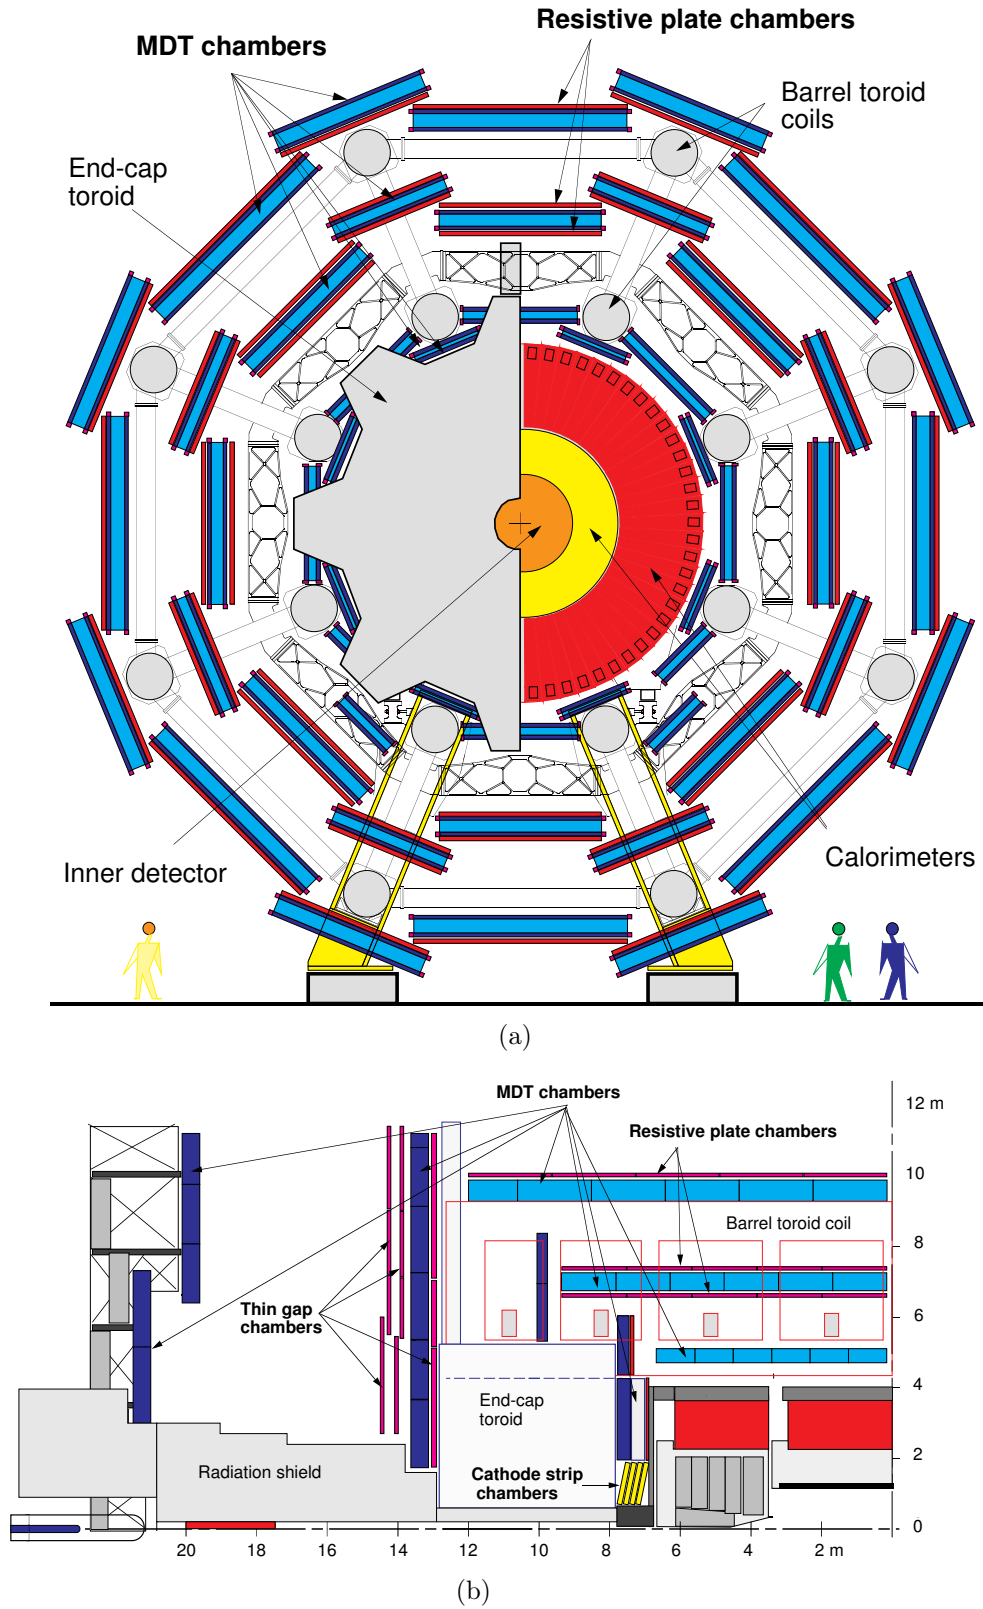 Resistive plate chambers
MDT chambers
Barrel toroid
coils
End-cap
toroid
Inner detector
Calorimeters
(a)
MDT chambers
12 m
Resistive plate chambers
10
Barrel toroid coil
8
Thin gap
chambers
6
4
End-cap
toroid
Radiation shield
Cathode strip
chambers
2
0
20 18 16 14 12 10 8 6 4 2 m
(b)